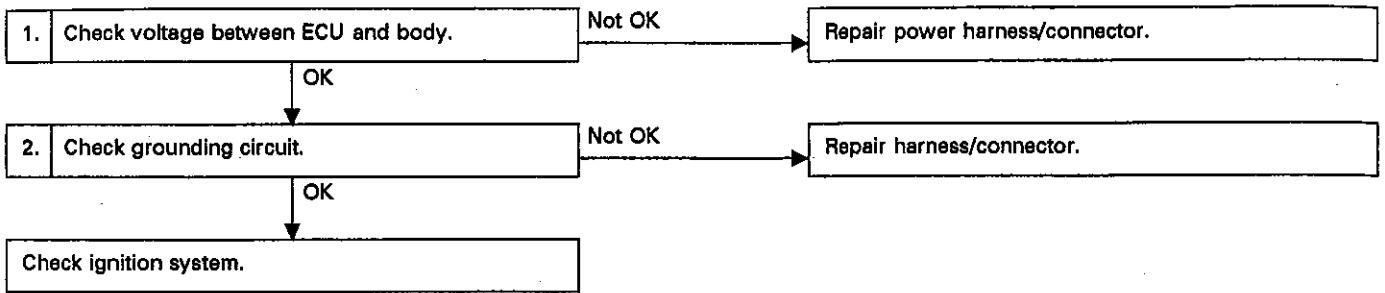 1. Check voltage between ECU and body.
Not OK
Repair power harness/connector.
OK
2. Check grounding circuit.
Not OK
Repair harness/connector.
OK
Check ignition system.